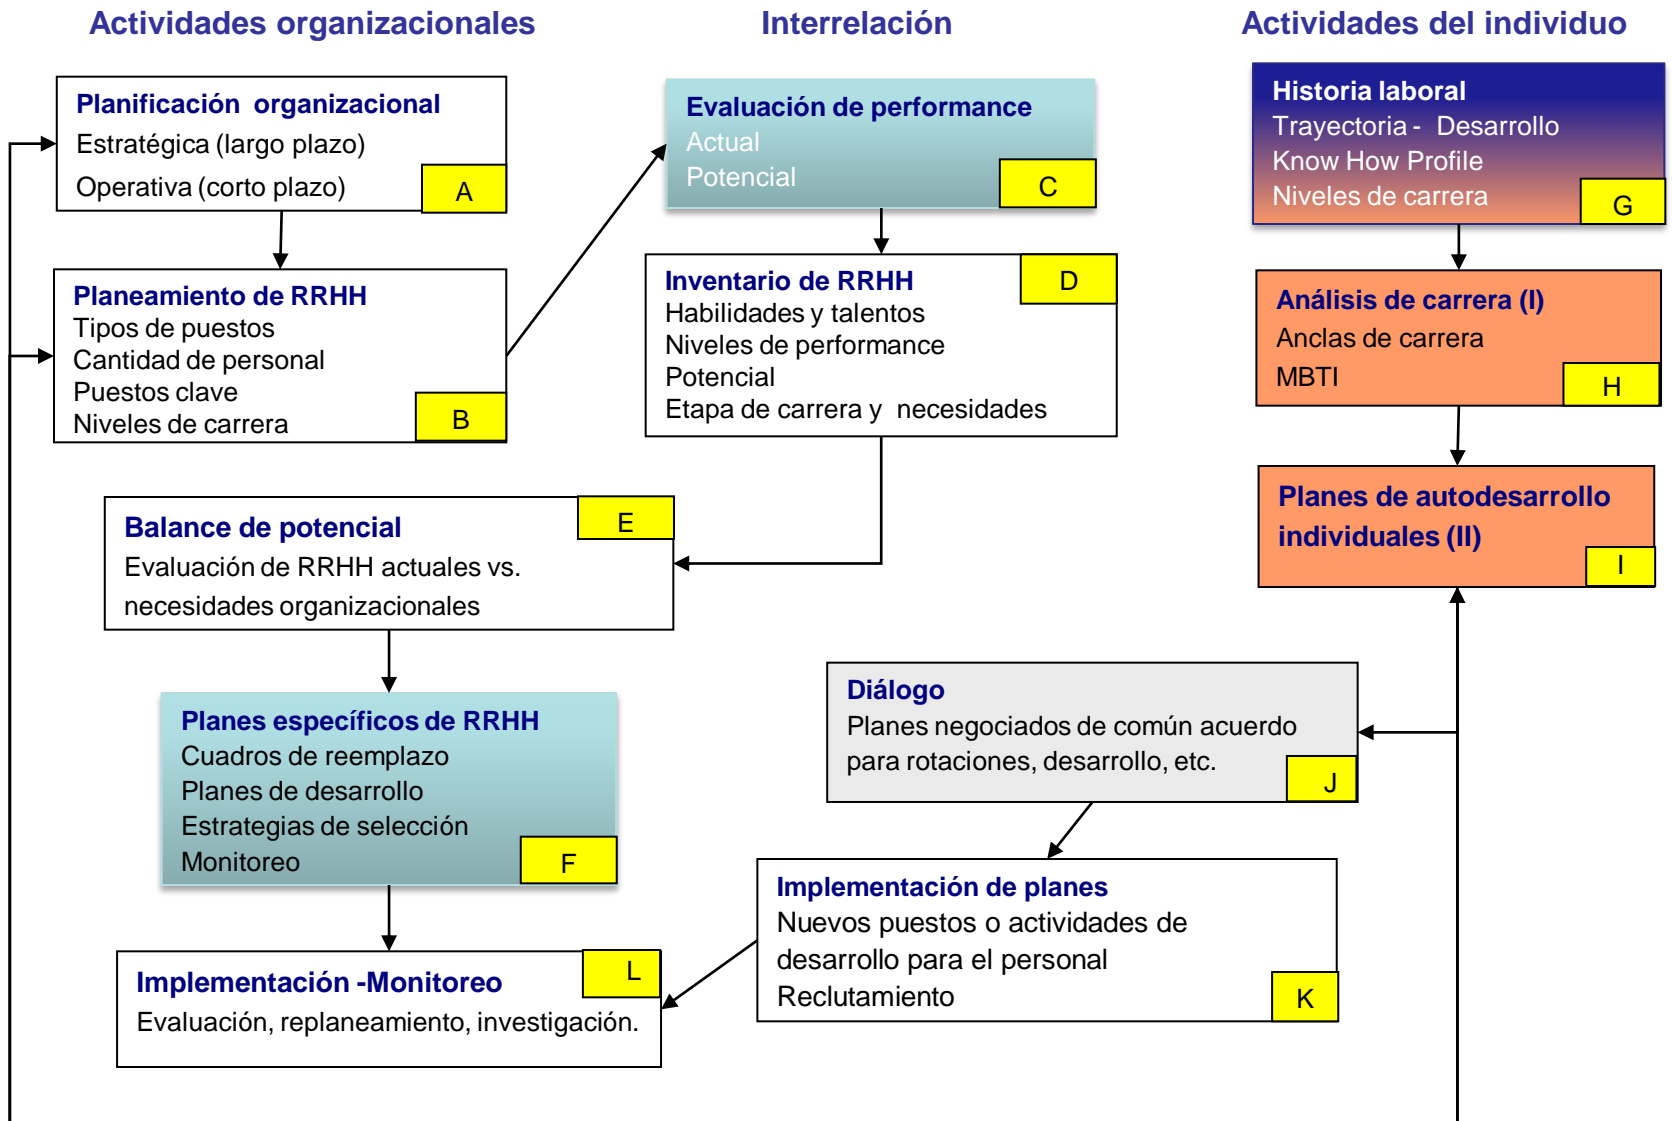 Actividades organizacionales
Interrelación
Actividades del individuo
Planificación organizacional
Estratégica (largo plazo)
Operativa (corto plazo)
A
Planeamiento de RRHH
Tipos de puestos
Cantidad de personal
Puestos clave
Niveles de carrera
B
Evaluación de performance
Actual
Potencial
C
Inventario de RRHH
D
Habilidades y talentos
Niveles de performance
Potencial
Etapa de carrera y necesidades
Balance de potencial
E
Evaluación de RRHH actuales vs.
necesidades organizacionales
Planes específicos de RRHH
Cuadros de reemplazo
Planes de desarrollo
Estrategias de selección
Monitoreo
F
Historia laboral
Trayectoria - Desarrollo
Know How Profile
Niveles de carrera
G
Análisis de carrera (I)
Anclas de carrera
MBTI
H
Planes de autodesarrollo
individuales (II)
I
Diálogo
Planes negociados de común acuerdo
para rotaciones, desarrollo, etc.
J
Implementación de planes
Nuevos puestos o actividades de
desarrollo para el personal
Reclutamiento
K
Implementación -Monitoreo
L
Evaluación, replaneamiento, investigación.